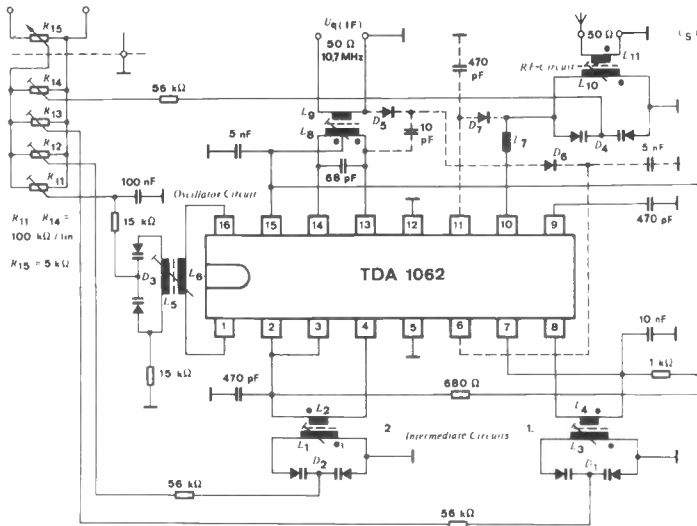 R15
Uq(IF)
50 Ω
10,7 MHz
470
pF
50 Ω
L11
RF-Circuit
L10
R14
56 kΩ
L9
D5
D7
D4
R13
5 nF
L8
10
pF
L7
D6
5 nF
R12
68 pF
R11
100 nF
Oscillator Circuit
470 pF
R11 R14 =
100 kΩ / lin
R15 = 5 kΩ
15 kΩ
16 15 14 13 12 11 10 9
D3
L5
L6
TDA 1062
1 2 3 4 5 6 7 8
10 nF
15 kΩ
470 pF
680 Ω
1 kΩ
L2
L4
2 Intermediate Circuits 1.
L1
L3
D2
D1
56 kΩ
56 kΩ